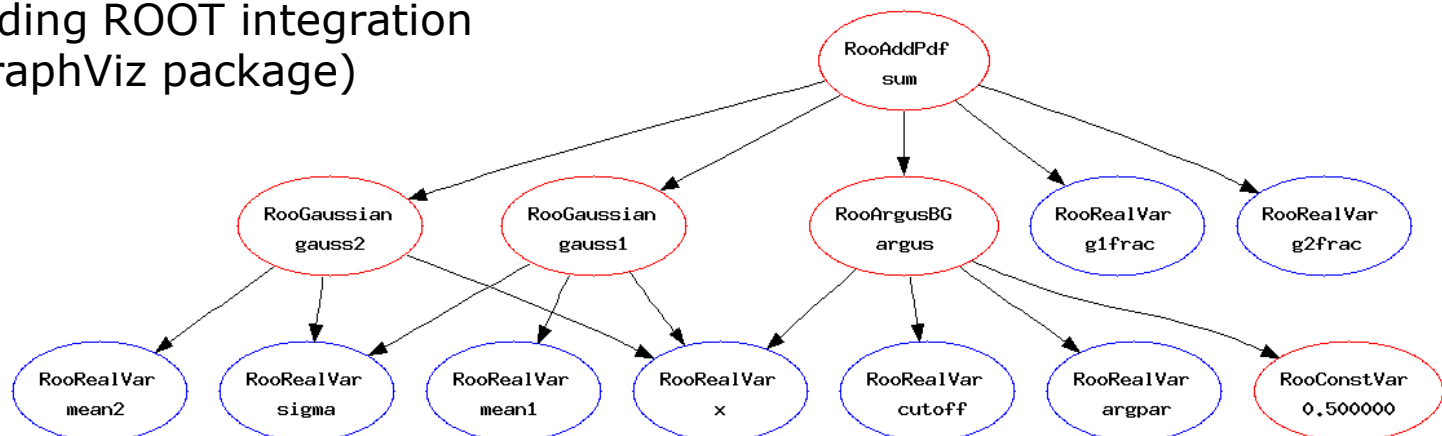 ding ROOT integration
raphViz package)
RooAddPdf
sum
RooGaussian
gauss2
RooGaussian
gauss1
RooArgusBG
argus
RooRealVar
g1frac
RooRealVar
g2frac
RooRealVar
mean2
RooRealVar
sigma
RooRealVar
mean1
RooRealVar
x
RooRealVar
cutoff
RooRealVar
argpar
RooConstVar
0.500000